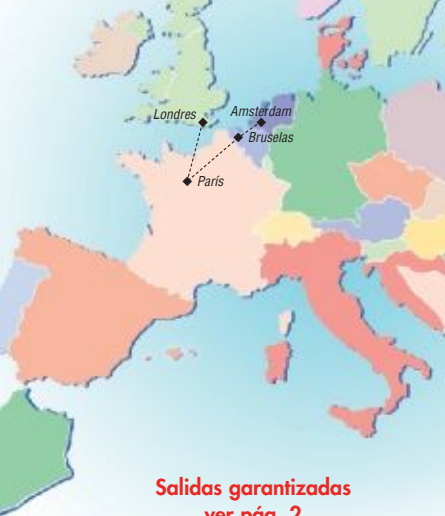 Londres
Amsterdam
Bruselas
París
Salidas garantizadas
ver pág. 2